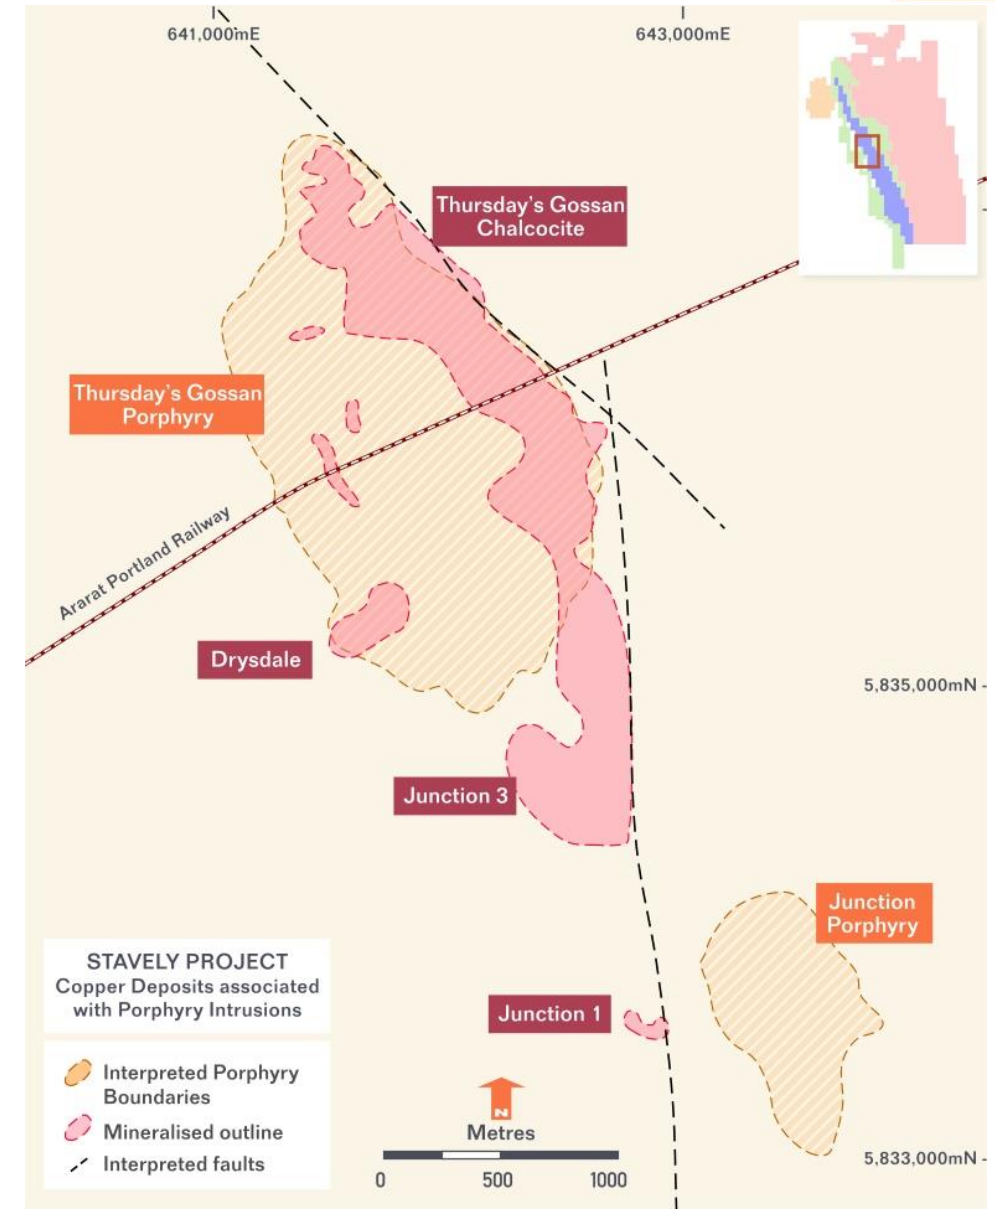 641,000mE
643,000mE
Thursday's Gossan
Chalcocite
Thursday's Gossan
Porphyry
Ararat Portland Railway
Drysdale
5,835,000mN
Junction 3
Junction
Porphyry
STAVELY PROJECT
Copper Deposits associated
with Porphyry Intrusions
Junction 1
Interpreted Porphyry
Boundaries
Mineralised outline
Interpreted faults
N
Metres
0 500 1000
5,833,000mN